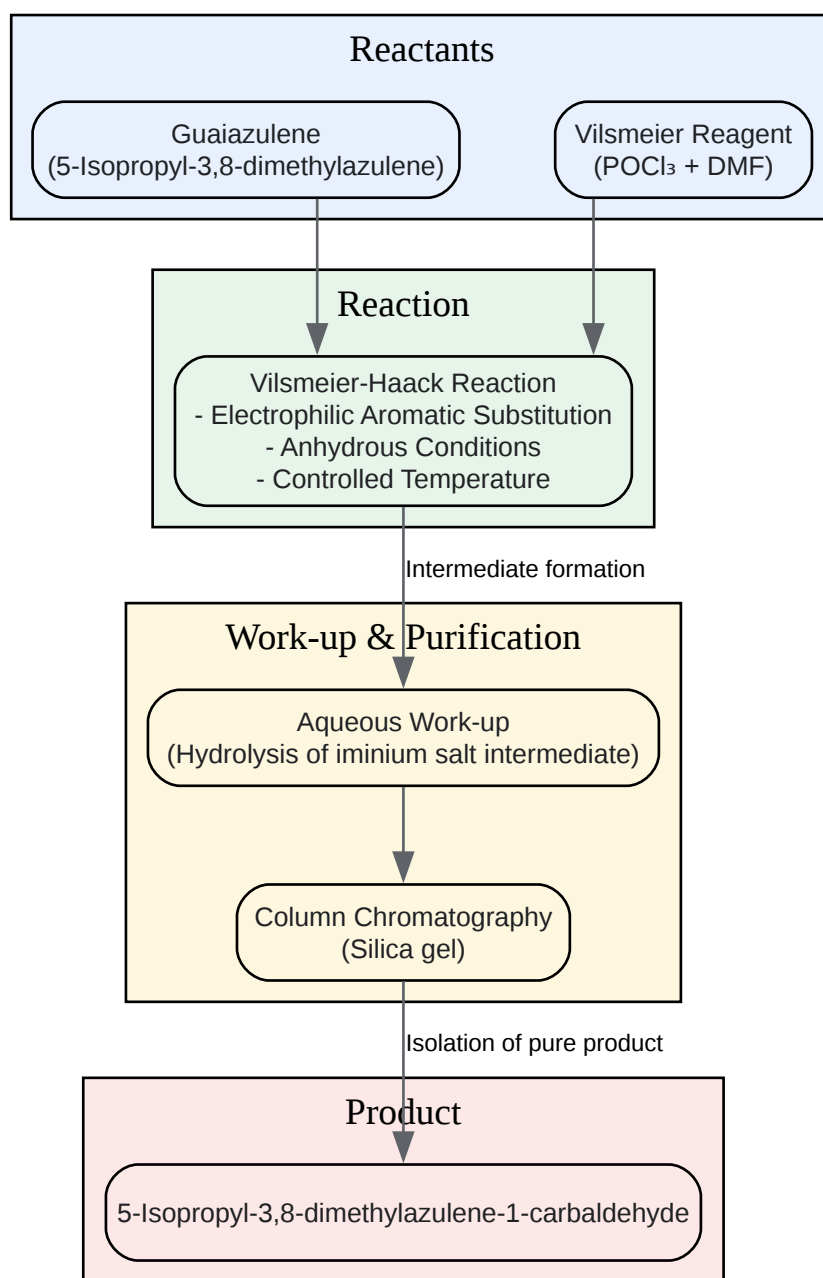 Reactants
Guaiazulene
(5-Isopropyl-3,8-dimethylazulene)
Vilsmeier Reagent
(POCl₃ + DMF)
Reaction
Vilsmeier-Haack Reaction
- Electrophilic Aromatic Substitution
- Anhydrous Conditions
- Controlled Temperature
Intermediate formation
Work-up & Purification
Aqueous Work-up
(Hydrolysis of iminium salt intermediate)
Column Chromatography
(Silica gel)
Isolation of pure product
Product
5-Isopropyl-3,8-dimethylazulene-1-carbaldehyde